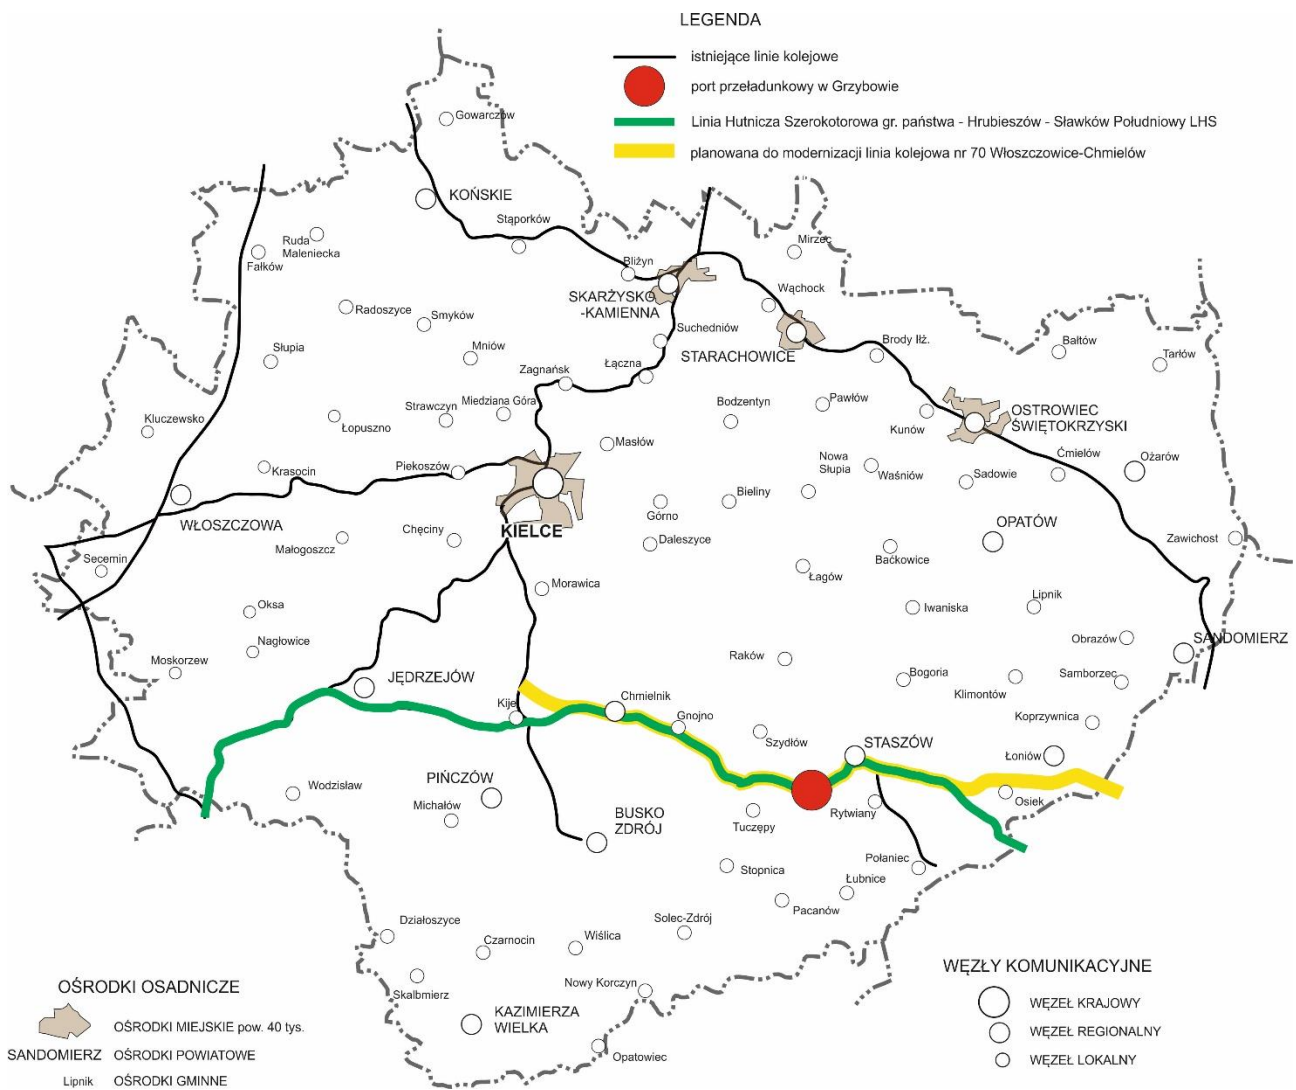 LEGENDA
istniejące linie kolejowe
port przeładunkowy w Grzybowie
Linia Hutnicza Szerokotorowa gr. państwa - Hrubieszów - Sławków Południowy LHS
planowana do modernizacji linia kolejowa nr 70 Włoszczowice-Chmielów
Gowarczów
KOŃSKIE
Stąporków
Ruda
Maleniecka
Fałków
Mirzec
Bliżyn
SKARŻYSKO
-KAMIENNA
Wąchock
Radoszyce
Smyków
Suchedniów
STARACHOWICE
Brody Iłż.
Bałtów
Tarłów
Słupia
Mniów
Zagnańsk
Łączna
Kluczewsko
Łopuszno
Strawczyn
Miedziana Góra
Bodzentyn
Pawłów
Kunów
OSTROWIEC
ŚWIĘTOKRZYSKI
Masłów
Krasocin
Piekoszów
Nowa
Słupia
Waśniów
Sadowie
Ćmielów
Ożarów
WŁOSZCZOWA
KIELCE
Górno
Bieliny
OPATÓW
Małogoszcz
Chęciny
Daleszyce
Baćkowice
Zawichost
Secemin
Morawica
Łagów
Oksa
Iwaniska
Lipnik
Nagłowice
Obrazów
SANDOMIERZ
Moskorzew
JĘDRZEJÓW
Raków
Bogoria
Klimontów
Samborzec
Kije
Chmielnik
Gnojno
Koprzywnica
Szydłów
STASZÓW
Łoniów
Wodzisław
PIŃCZÓW
Michałów
BUSKO
ZDRÓJ
Tuczępy
Rytwiany
Osiek
Stopnica
Połaniec
Łubnice
Pacanów
Działoszyce
Czarnocin
Wiślica
Solec-Zdrój
Skalbmierz
Nowy Korczyn
KAZIMIERZA
WIELKA
Opatowiec
OŚRODKI OSADNICZE
OŚRODKI MIEJSKIE pow. 40 tys.
SANDOMIERZ OŚRODKI POWIATOWE
Lipnik OŚRODKI GMINNE
WĘZŁY KOMUNIKACYJNE
WĘZEŁ KRAJOWY
WĘZEŁ REGIONALNY
WĘZEŁ LOKALNY